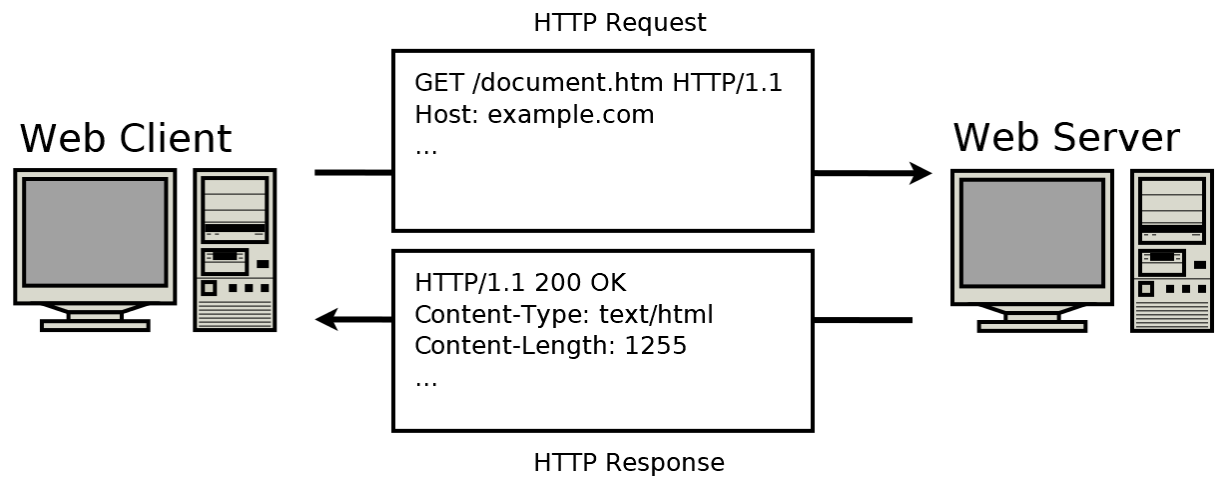 HTTP Request
GET /document.htm HTTP/1.1
Host: example.com
...
Web Client
Web Server
HTTP/1.1 200 OK
Content-Type: text/html
Content-Length: 1255
...
HTTP Response